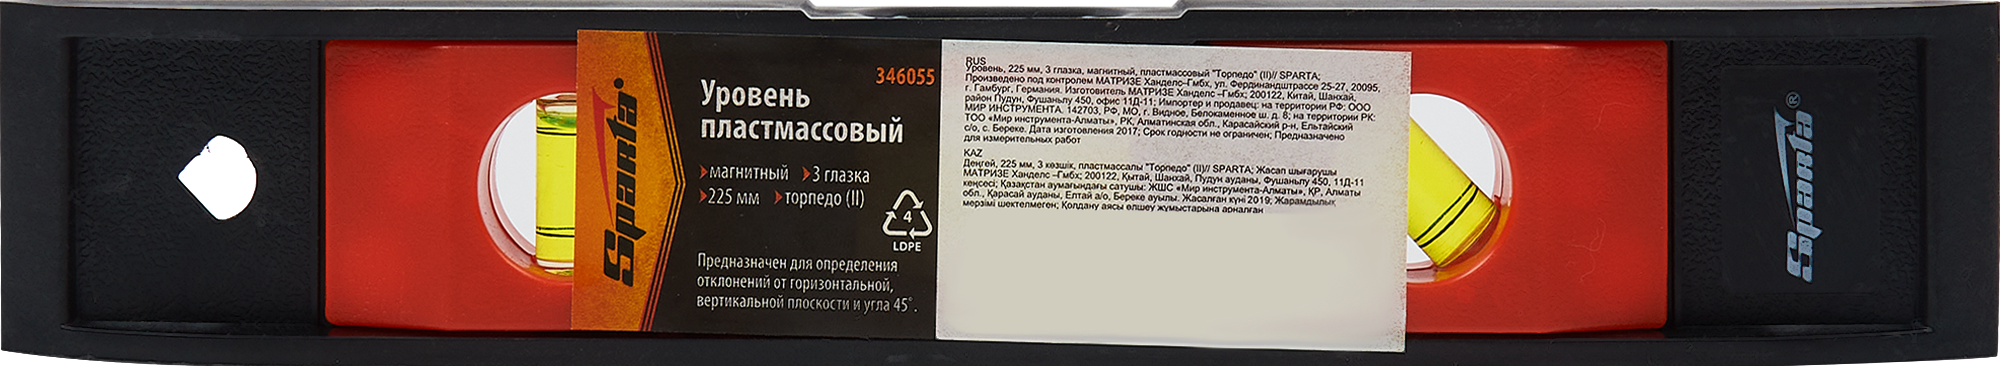 Sparta
346055
Уровень
пластмассовый
магнитный
3 глазка
225 мм
торпедо (II)
4
LDPE
Предназначен для определения
отклонений от горизонтальной,
вертикальной плоскости и угла 45°.
RUS
Уровень, 225 мм, 3 глазка, магнитный, пластмассовый "Торпедо" (II)// SPARTA;
Произведено под контролем МАТРИЗЕ Ханделс–Гмбх, ул. Фердинандштрассе 25-27, 20095,
г. Гамбург, Германия. Изготовитель МАТРИЗЕ Ханделс –Гмбх; 200122, Китай, Шанхай,
район Пудун, Фушаньлу 450, офис 11Д-11; Импортер и продавец: на территории РФ: ООО
МИР ИНСТРУМЕНТА. 142703, РФ, МО, г. Видное, Белокаменное ш. д. 8; на территории РК:
ТОО «Мир инструмента-Алматы», РК, Алматинская обл., Карасайский р-н, Ельтайский
с/о, с. Береке. Дата изготовления 2017; Срок годности не ограничен; Предназначено
для измерительных работ
KAZ
Деңгей, 225 мм, 3 көзшік, пластмассалы "Торпедо" (II)// SPARTA; Жасап шығарушы
МАТРИЗЕ Ханделс –Гмбх; 200122, Қытай, Шанхай, Пудун ауданы, Фушаньлу 450, 11Д-11
кеңсесі; Қазақстан аумағындағы сатушы: ЖШС «Мир инструмента-Алматы», ҚР, Алматы
обл., Қарасай ауданы, Елтай а/о, Береке ауылы. Жасалған күні 2019; Жарамдылық
мерзімі шектелмеген; Қолдану аясы өлшеу жұмыстарына арналған
Sparta®